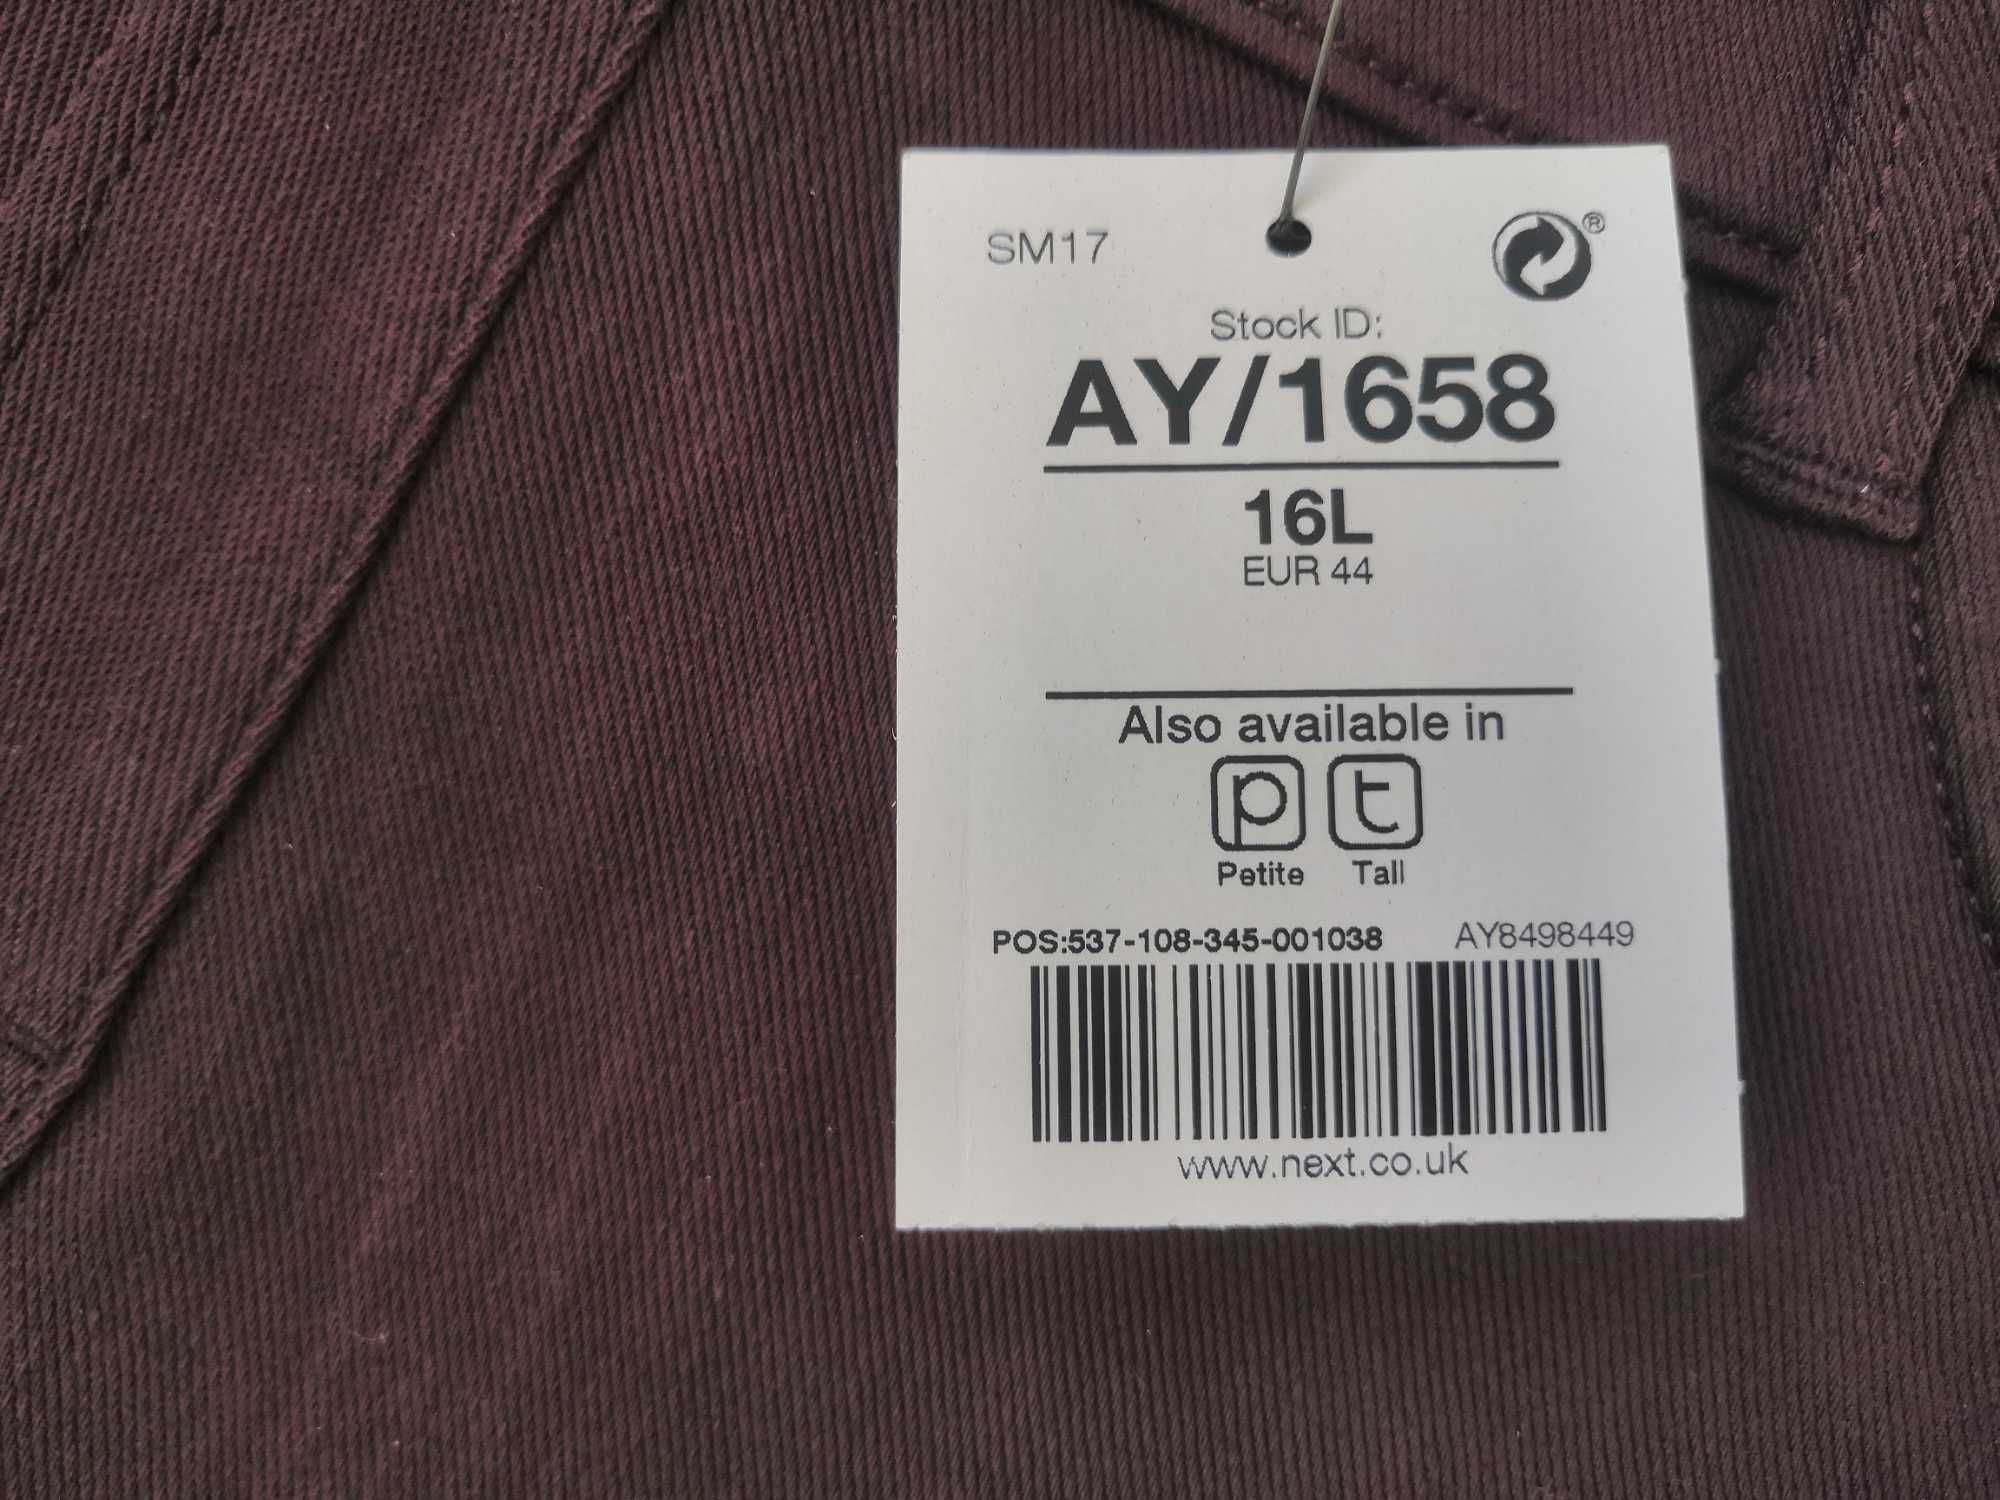 SM17
®
Stock ID:
AY/1658
16L
EUR 44
Also available in
p t
Petite Tall
POS:537-108-345-001038 AY8498449
www.next.co.uk